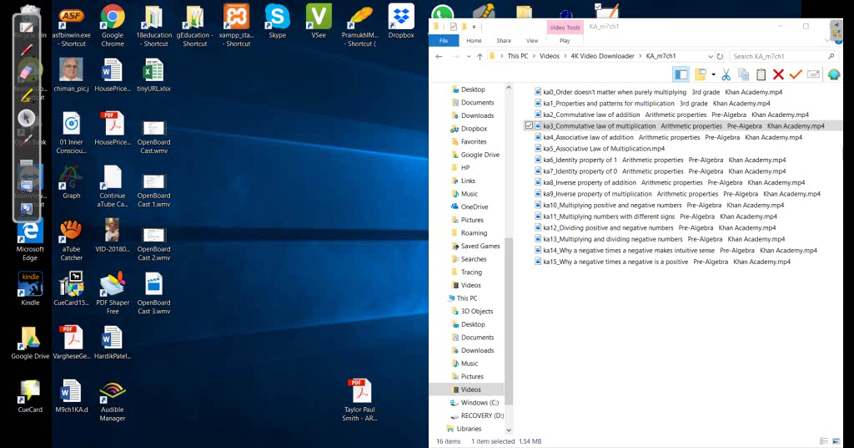 asfbinwin.exe - Shortcut
Google Chrome
18education - Shortcut
gEducation - Shortcut
xampp_sta... - Shortcut
Skype
VSee
PramukhIM... Shortcut (
Dropbox
chiman_pic.j
HousePrice...
tinyURL.xlsx
01 Inner Conscious...
HousePrice...
OpenBoard Cast.wmv
Graph
Continue aTube Ca...
OpenBoard Cast 1.wmv
Microsoft Edge
aTube Catcher
VID-20180...
OpenBoard Cast 2.wmv
Kindle
CueCard15...
PDF Shaper Free
OpenBoard Cast 3.wmv
Google Drive
VargheseGe...
HardikPatel...
CueCard
M9ch1KA.d
Audible Manager
Taylor Paul Smith - AR...
Video Tools
KA_m7ch1
File
Home
Share
View
Play
This PC
Videos
4K Video Downloader
KA_m7ch1
Search KA_m7ch1
Desktop
Documents
Downloads
Dropbox
Favorites
Google Drive
HP
Links
Music
OneDrive
Pictures
Roaming
Saved Games
Searches
Tracing
Videos
This PC
3D Objects
Desktop
Documents
Downloads
Music
Pictures
Videos
Windows (C:)
RECOVERY (D:)
Libraries
ka0_Order doesn't matter when purely multiplying 3rd grade Khan Academy.mp4
ka1_Properties and patterns for multiplication 3rd grade Khan Academy.mp4
ka2_Commutative law of addition Arithmetic properties Pre-Algebra Khan Academy.mp4
ka3_Commutative law of multiplication Arithmetic properties Pre-Algebra Khan Academy.mp4
ka4_Associative law of addition Arithmetic properties Pre-Algebra Khan Academy.mp4
ka5_Associative Law of Multiplication.mp4
ka6_Identity property of 1 Arithmetic properties Pre-Algebra Khan Academy.mp4
ka7_Identity property of 0 Arithmetic properties Pre-Algebra Khan Academy.mp4
ka8_Inverse property of addition Arithmetic properties Pre-Algebra Khan Academy.mp4
ka9_Inverse property of multiplication Arithmetic properties Pre-Algebra Khan Academy.mp4
ka10_Multiplying positive and negative numbers Pre-Algebra Khan Academy.mp4
ka11_Multiplying numbers with different signs Pre-Algebra Khan Academy.mp4
ka12_Dividing positive and negative numbers Pre-Algebra Khan Academy.mp4
ka13_Multiplying and dividing negative numbers Pre-Algebra Khan Academy.mp4
ka14_Why a negative times a negative makes intuitive sense Pre-Algebra Khan Academy.mp4
ka15_Why a negative times a negative is a positive Pre-Algebra Khan Academy.mp4
16 items
1 item selected 1.54 MB